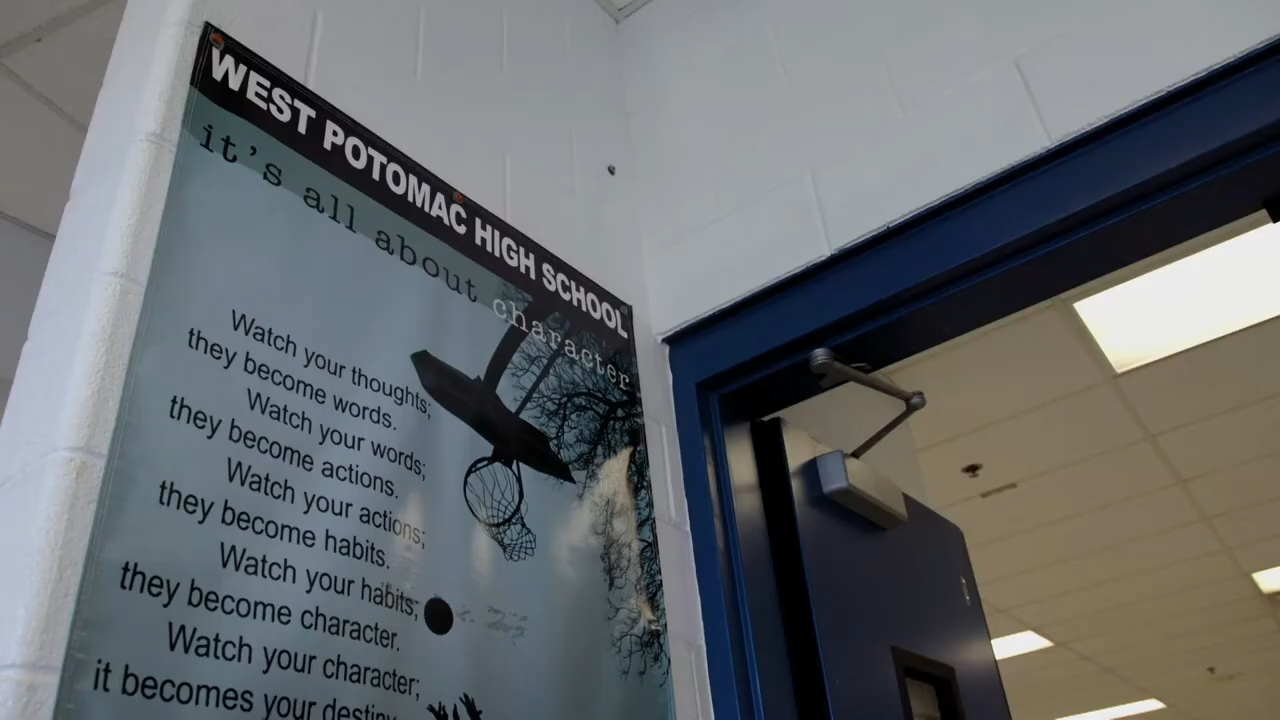 WEST POTOMAC HIGH SCHOOL
it's all about character
Watch your thoughts;
they become words.
Watch your words;
they become actions.
Watch your actions;
they become habits.
Watch your habits;
they become character.
Watch your character;
it becomes your destiny